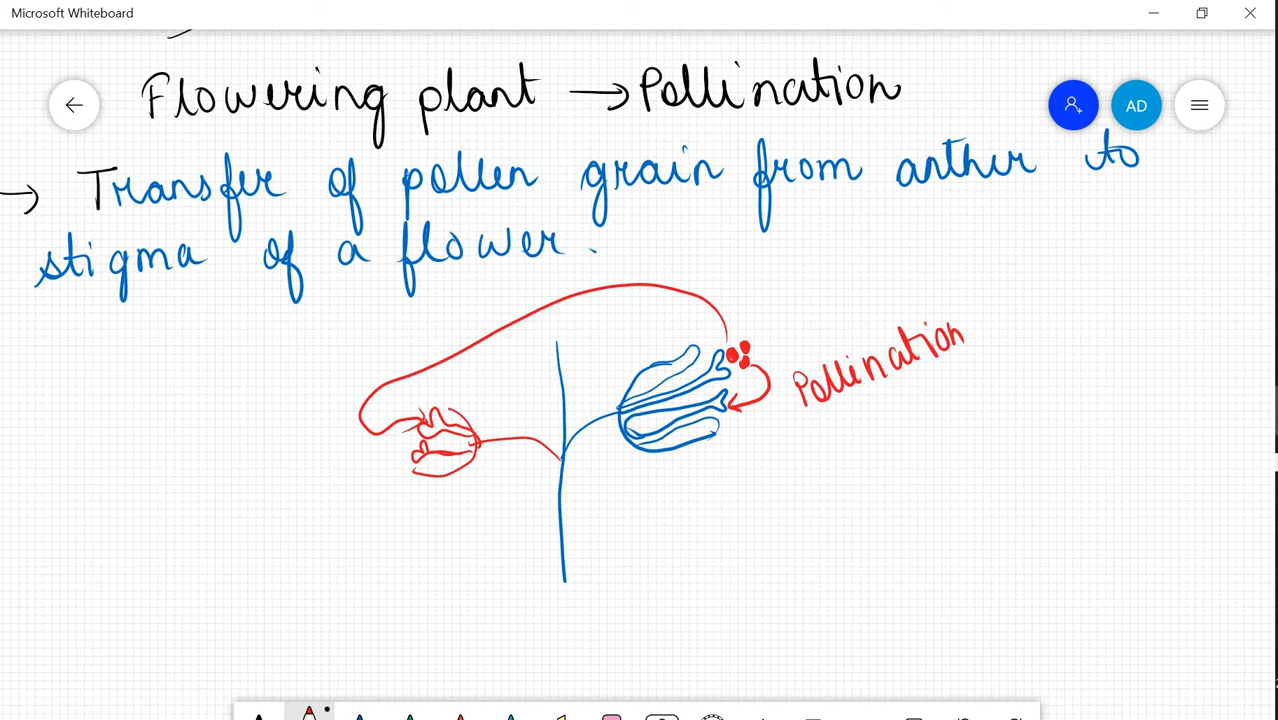 Microsoft Whiteboard
Flowering plant → Pollination
AD
→ Transfer of pollen grain from anther to
stigma of a flower.
Pollination